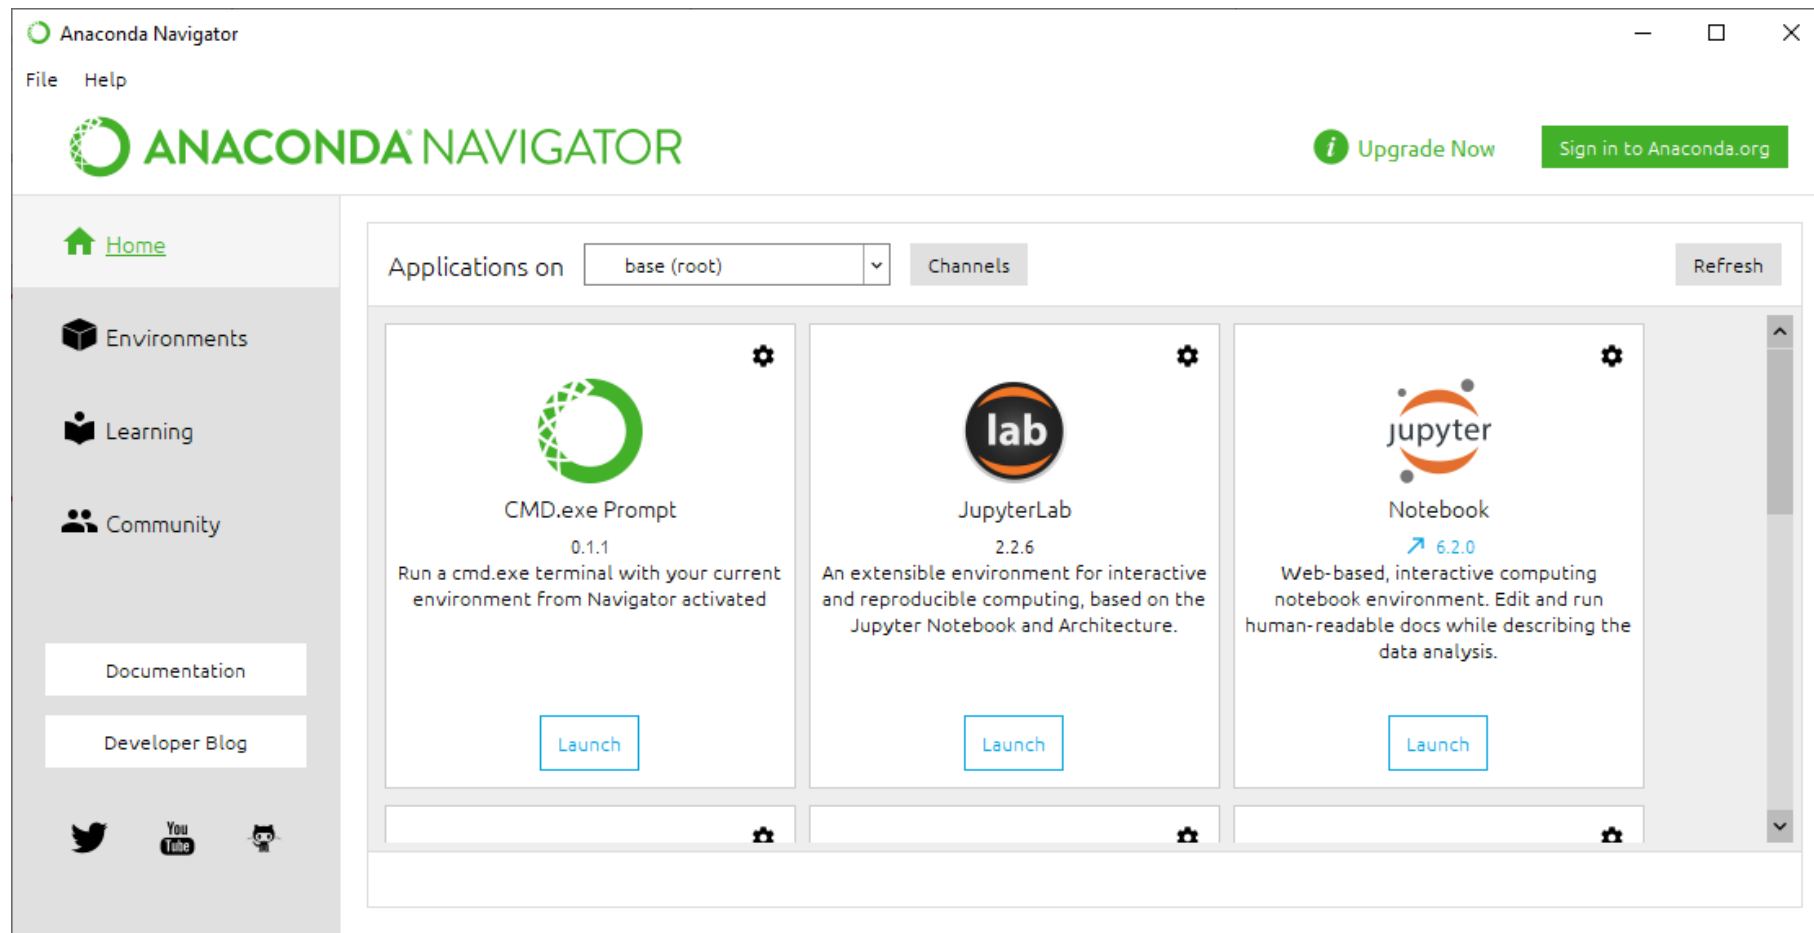 Anaconda Navigator
File Help
ANACONDA NAVIGATOR
Upgrade Now
Sign in to Anaconda.org
Home
Environments
Learning
Community
Documentation
Developer Blog
You
Tube
Applications on
base (root)
Channels
Refresh
CMD.exe Prompt
0.1.1
Run a cmd.exe terminal with your current
environment from Navigator activated
Launch
lab
JupyterLab
2.2.6
An extensible environment for interactive
and reproducible computing, based on the
Jupyter Notebook and Architecture.
Launch
jupyter
Notebook
6.2.0
Web-based, interactive computing
notebook environment. Edit and run
human-readable docs while describing the
data analysis.
Launch